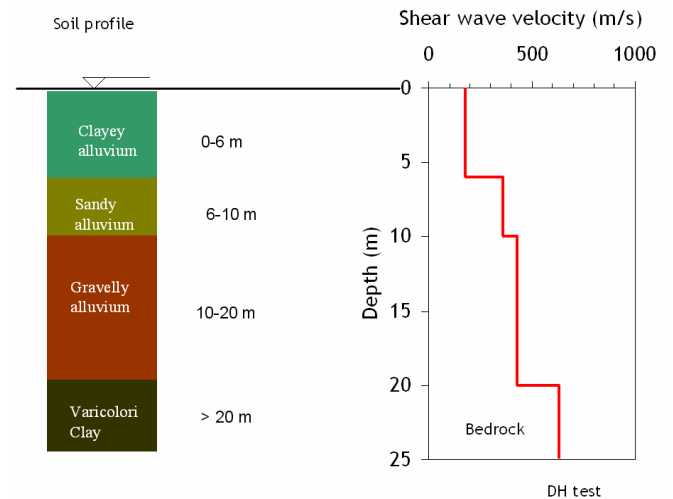 Soil profile
Clayey
alluvium
0-6 m
Sandy
alluvium
6-10 m
Gravelly
alluvium
10-20 m
Varicolori
Clay
> 20 m
Shear wave velocity (m/s)
0 500 1000
0
5
10
15
20
25
Depth (m)
Bedrock
DH test